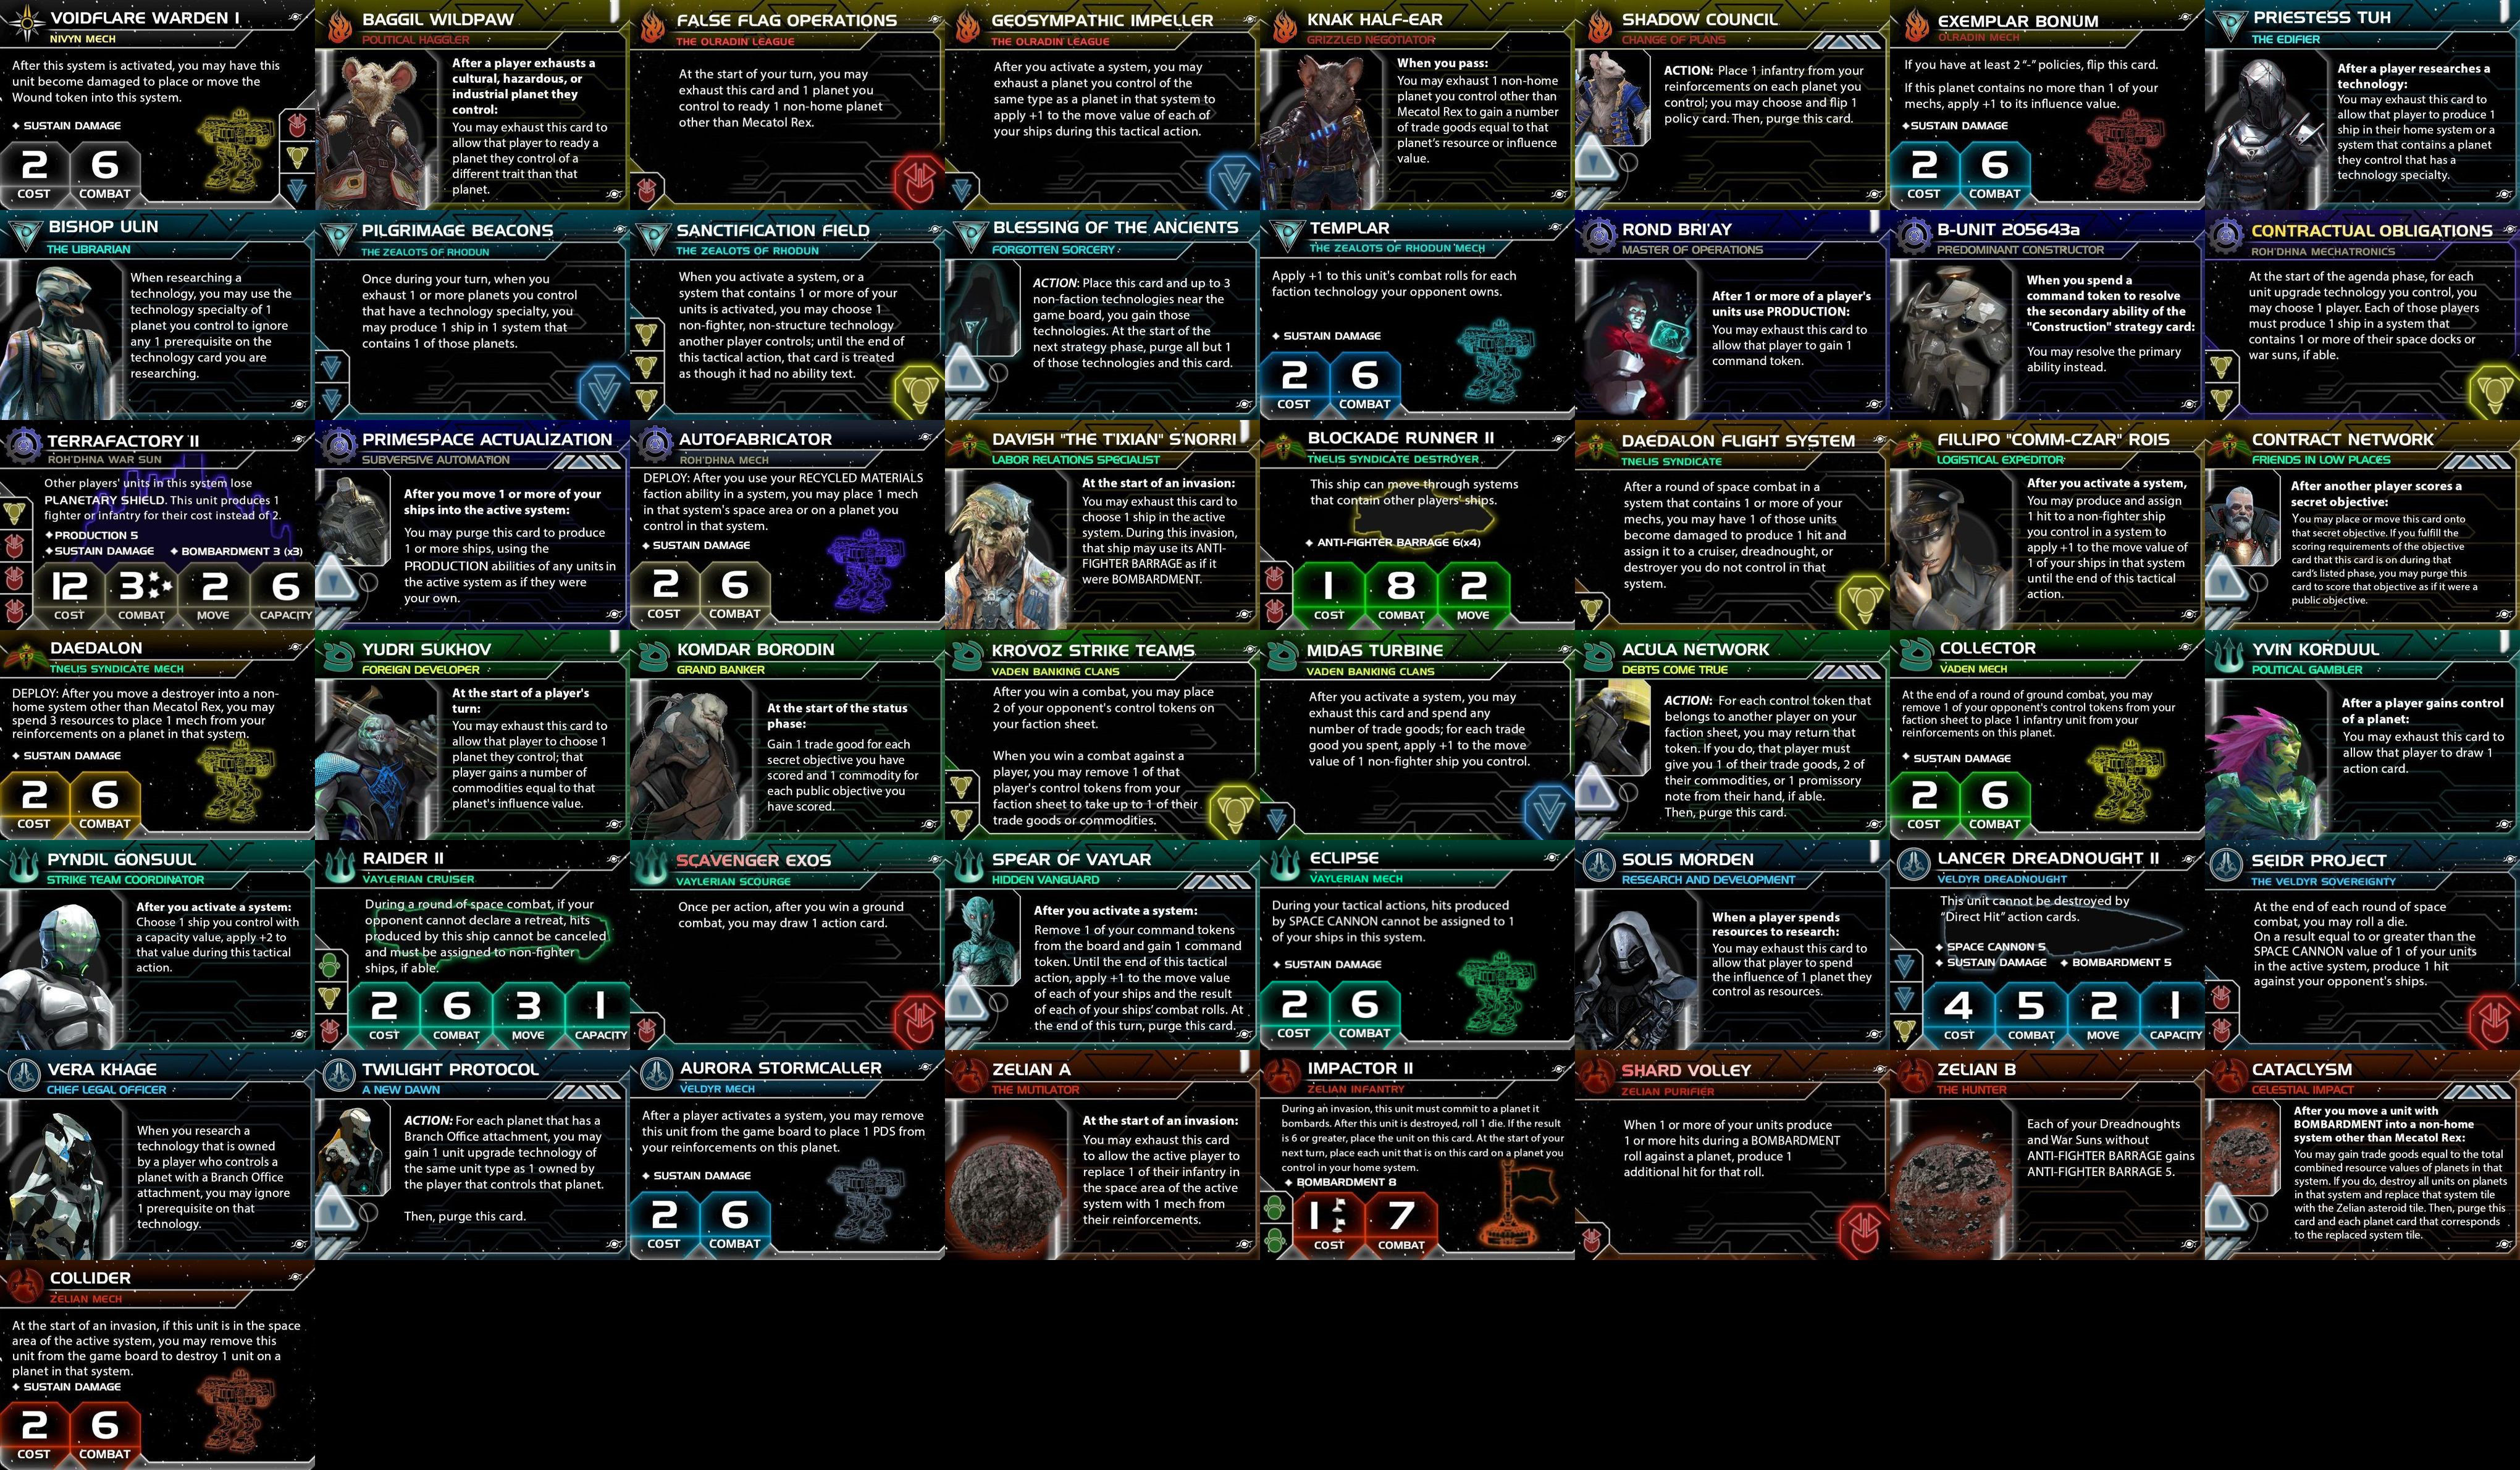 VOIDFLARE WARDEN I
NIVYN MECH
After this system is activated, you may have this
unit become damaged to place or move the
Wound token into this system.
✦ SUSTAIN DAMAGE
2 6
COST COMBAT
BAGGIL WILDPAW
POLITICAL HAGGLER
After a player exhausts a
cultural, hazardous, or
industrial planet they
control:
You may exhaust this card to
allow that player to ready a
planet they control of a
different trait than that
planet.
FALSE FLAG OPERATIONS
THE OLRADIN LEAGUE
At the start of your turn, you may
exhaust this card and 1 planet you
control to ready 1 non-home planet
other than Mecatol Rex.
GEOSYMPATHIC IMPELLER
THE OLRADIN LEAGUE
After you activate a system, you may
exhaust a planet you control of the
same type as a planet in that system to
apply +1 to the move value of each of
your ships during this tactical action.
KNAK HALF-EAR
GRIZZLED NEGOTIATOR
When you pass:
You may exhaust 1 non-home
planet you control other than
Mecatol Rex to gain a number
of trade goods equal to that
planet's resource or influence
value.
SHADOW COUNCIL
CHANGE OF PLANS
ACTION: Place 1 infantry from your
reinforcements on each planet you
control; you may choose and flip 1
policy card. Then, purge this card.
EXEMPLAR BONUM
OLRADIN MECH
If you have at least 2 "-" policies, flip this card.
If this planet contains no more than 1 of your
mechs, apply +1 to its influence value.
✦SUSTAIN DAMAGE
2 6
COST COMBAT
PRIESTESS TUH
THE EDIFIER
After a player researches a
technology:
You may exhaust this card to
allow that player to produce 1
ship in their home system or a
system that contains a planet
they control that has a
technology specialty.
BISHOP ULIN
THE LIBRARIAN
When researching a
technology, you may use the
technology specialty of 1
planet you control to ignore
any 1 prerequisite on the
technology card you are
researching.
PILGRIMAGE BEACONS
THE ZEALOTS OF RHODUN
Once during your turn, when you
exhaust 1 or more planets you control
that have a technology specialty, you
may produce 1 ship in 1 system that
contains 1 of those planets.
SANCTIFICATION FIELD
THE ZEALOTS OF RHODUN
When you activate a system, or a
system that contains 1 or more of your
units is activated, you may choose 1
non-fighter, non-structure technology
another player controls; until the end of
this tactical action, that card is treated
as though it had no ability text.
BLESSING OF THE ANCIENTS
FORGOTTEN SORCERY
ACTION: Place this card and up to 3
non-faction technologies near the
game board, you gain those
technologies. At the start of the
next strategy phase, purge all but 1
of those technologies and this card.
TEMPLAR
THE ZEALOTS OF RHODUN MECH
Apply +1 to this unit's combat rolls for each
faction technology your opponent owns.
✦ SUSTAIN DAMAGE
2 6
COST COMBAT
ROND BRI'AY
MASTER OF OPERATIONS
After 1 or more of a player's
units use PRODUCTION:
You may exhaust this card to
allow that player to gain 1
command token.
B-UNIT 205643a
PREDOMINANT CONSTRUCTOR
When you spend a
command token to resolve
the secondary ability of the
"Construction" strategy card:
You may resolve the primary
ability instead.
CONTRACTUAL OBLIGATIONS
ROH'DHNA MECHATRONICS
At the start of the agenda phase, for each
unit upgrade technology you control, you
may choose 1 player. Each of those players
must produce 1 ship in a system that
contains 1 or more of their space docks or
war suns, if able.
TERRAFACTORY II
ROH'DHNA WAR SUN
Other players' units in this system lose
PLANETARY SHIELD. This unit produces 1
fighter or infantry for their cost instead of 2.
✦PRODUCTION 5
✦SUSTAIN DAMAGE ✦ BOMBARDMENT 3 (x3)
12 3 2 6
COST COMBAT MOVE CAPACITY
PRIMESPACE ACTUALIZATION
SUBVERSIVE AUTOMATION
After you move 1 or more of your
ships into the active system:
You may purge this card to produce
1 or more ships, using the
PRODUCTION abilities of any units in
the active system as if they were
your own.
AUTOFABRICATOR
ROH'DHNA MECH
DEPLOY: After you use your RECYCLED MATERIALS
faction ability in a system, you may place 1 mech
in that system's space area or on a planet you
control in that system.
✦ SUSTAIN DAMAGE
2 6
COST COMBAT
DAVISH "THE T'IXIAN" S'NORRI
LABOR RELATIONS SPECIALIST
At the start of an invasion:
You may exhaust this card to
choose 1 ship in the active
system. During this invasion,
that ship may use its ANTI-
FIGHTER BARRAGE as if it
were BOMBARDMENT.
BLOCKADE RUNNER II
TNELIS SYNDICATE DESTROYER
This ship can move through systems
that contain other players' ships.
✦ ANTI-FIGHTER BARRAGE 6(x4)
1 8 2
COST COMBAT MOVE
DAEDALON FLIGHT SYSTEM
TNELIS SYNDICATE
After a round of space combat in a
system that contains 1 or more of your
mechs, you may have 1 of those units
become damaged to produce 1 hit and
assign it to a cruiser, dreadnought, or
destroyer you do not control in that
system.
FILLIPO "COMM-CZAR" ROIS
LOGISTICAL EXPEDITOR
After you activate a system,
You may produce and assign
1 hit to a non-fighter ship
you control in a system to
apply +1 to the move value of
1 of your ships in that system
until the end of this tactical
action.
CONTRACT NETWORK
FRIENDS IN LOW PLACES
After another player scores a
secret objective:
You may place or move this card onto
that secret objective. If you fulfill the
scoring requirements of the objective
card that this card is on during that
card's listed phase, you may purge this
card to score that objective as if it were a
public objective.
DAEDALON
TNELIS SYNDICATE MECH
DEPLOY: After you move a destroyer into a non-
home system other than Mecatol Rex, you may
spend 3 resources to place 1 mech from your
reinforcements on a planet in that system.
✦ SUSTAIN DAMAGE
2 6
COST COMBAT
YUDRI SUKHOV
FOREIGN DEVELOPER
At the start of a player's
turn:
You may exhaust this card to
allow that player to choose 1
planet they control; that
player gains a number of
commodities equal to that
planet's influence value.
KOMDAR BORODIN
GRAND BANKER
At the start of the status
phase:
Gain 1 trade good for each
secret objective you have
scored and 1 commodity for
each public objective you
have scored.
KROVOZ STRIKE TEAMS
VADEN BANKING CLANS
After you win a combat, you may place
2 of your opponent's control tokens on
your faction sheet.
When you win a combat against a
player, you may remove 1 of that
player's control tokens from your
faction sheet to take up to 1 of their
trade goods or commodities.
MIDAS TURBINE
VADEN BANKING CLANS
After you activate a system, you may
exhaust this card and spend any
number of trade goods; for each trade
good you spent, apply +1 to the move
value of 1 non-fighter ship you control.
ACULA NETWORK
DEBTS COME TRUE
ACTION: For each control token that
belongs to another player on your
faction sheet, you may return that
token. If you do, that player must
give you 1 of their trade goods, 2 of
their commodities, or 1 promissory
note from their hand, if able.
Then, purge this card.
COLLECTOR
VADEN MECH
At the end of a round of ground combat, you may
remove 1 of your opponent's control tokens from your
faction sheet to place 1 infantry unit from your
reinforcements on this planet.
✦ SUSTAIN DAMAGE
2 6
COST COMBAT
YVIN KORDUUL
POLITICAL GAMBLER
After a player gains control
of a planet:
You may exhaust this card to
allow that player to draw 1
action card.
PYNDIL GONSUUL
STRIKE TEAM COORDINATOR
After you activate a system:
Choose 1 ship you control with
a capacity value, apply +2 to
that value during this tactical
action.
RAIDER II
VAYLERIAN CRUISER
During a round of space combat, if your
opponent cannot declare a retreat, hits
produced by this ship cannot be canceled
and must be assigned to non-fighter
ships, if able.
2 6 3 1
COST COMBAT MOVE CAPACITY
SCAVENGER EXOS
VAYLERIAN SCOURGE
Once per action, after you win a ground
combat, you may draw 1 action card.
SPEAR OF VAYLAR
HIDDEN VANGUARD
After you activate a system:
Remove 1 of your command tokens
from the board and gain 1 command
token. Until the end of this tactical
action, apply +1 to the move value
of each of your ships and the result
of each of your ships' combat rolls. At
the end of this turn, purge this card.
ECLIPSE
VAYLERIAN MECH
During your tactical actions, hits produced
by SPACE CANNON cannot be assigned to 1
of your ships in this system.
✦ SUSTAIN DAMAGE
2 6
COST COMBAT
SOLIS MORDEN
RESEARCH AND DEVELOPMENT
When a player spends
resources to research:
You may exhaust this card to
allow that player to spend
the influence of 1 planet they
control as resources.
LANCER DREADNOUGHT II
VELDYR DREADNOUGHT
This unit cannot be destroyed by
"Direct Hit" action cards.
✦ SPACE CANNON 5
✦ SUSTAIN DAMAGE ✦ BOMBARDMENT 5
4 5 2 1
COST COMBAT MOVE CAPACITY
SEIDR PROJECT
THE VELDYR SOVEREIGNTY
At the end of each round of space
combat, you may roll a die.
On a result equal to or greater than the
SPACE CANNON value of 1 of your units
in the active system, produce 1 hit
against your opponent's ships.
VERA KHAGE
CHIEF LEGAL OFFICER
When you research a
technology that is owned
by a player who controls a
planet with a Branch Office
attachment, you may ignore
1 prerequisite on that
technology.
TWILIGHT PROTOCOL
A NEW DAWN
ACTION: For each planet that has a
Branch Office attachment, you may
gain 1 unit upgrade technology of
the same unit type as 1 owned by
the player that controls that planet.
Then, purge this card.
AURORA STORMCALLER
VELDYR MECH
After a player activates a system, you may remove
this unit from the game board to place 1 PDS from
your reinforcements on this planet.
✦ SUSTAIN DAMAGE
2 6
COST COMBAT
ZELIAN A
THE MUTILATOR
At the start of an invasion:
You may exhaust this card
to allow the active player to
replace 1 of their infantry in
the space area of the active
system with 1 mech from
their reinforcements.
IMPACTOR II
ZELIAN INFANTRY
During an invasion, this unit must commit to a planet it
bombards. After this unit is destroyed, roll 1 die. If the result
is 6 or greater, place the unit on this card. At the start of your
next turn, place each unit that is on this card on a planet you
control in your home system.
✦ BOMBARDMENT 8
1 7
COST COMBAT
SHARD VOLLEY
ZELIAN PURIFIER
When 1 or more of your units produce
1 or more hits during a BOMBARDMENT
roll against a planet, produce 1
additional hit for that roll.
ZELIAN B
THE HUNTER
Each of your Dreadnoughts
and War Suns without
ANTI-FIGHTER BARRAGE gains
ANTI-FIGHTER BARRAGE 5.
CATACLYSM
CELESTIAL IMPACT
After you move a unit with
BOMBARDMENT into a non-home
system other than Mecatol Rex:
You may gain trade goods equal to the total
combined resource values of planets in that
system. If you do, destroy all units on planets
in that system and replace that system tile
with the Zelian asteroid tile. Then, purge this
card and each planet card that corresponds
to the replaced system tile.
COLLIDER
ZELIAN MECH
At the start of an invasion, if this unit is in the space
area of the active system, you may remove this
unit from the game board to destroy 1 unit on a
planet in that system.
✦ SUSTAIN DAMAGE
2 6
COST COMBAT